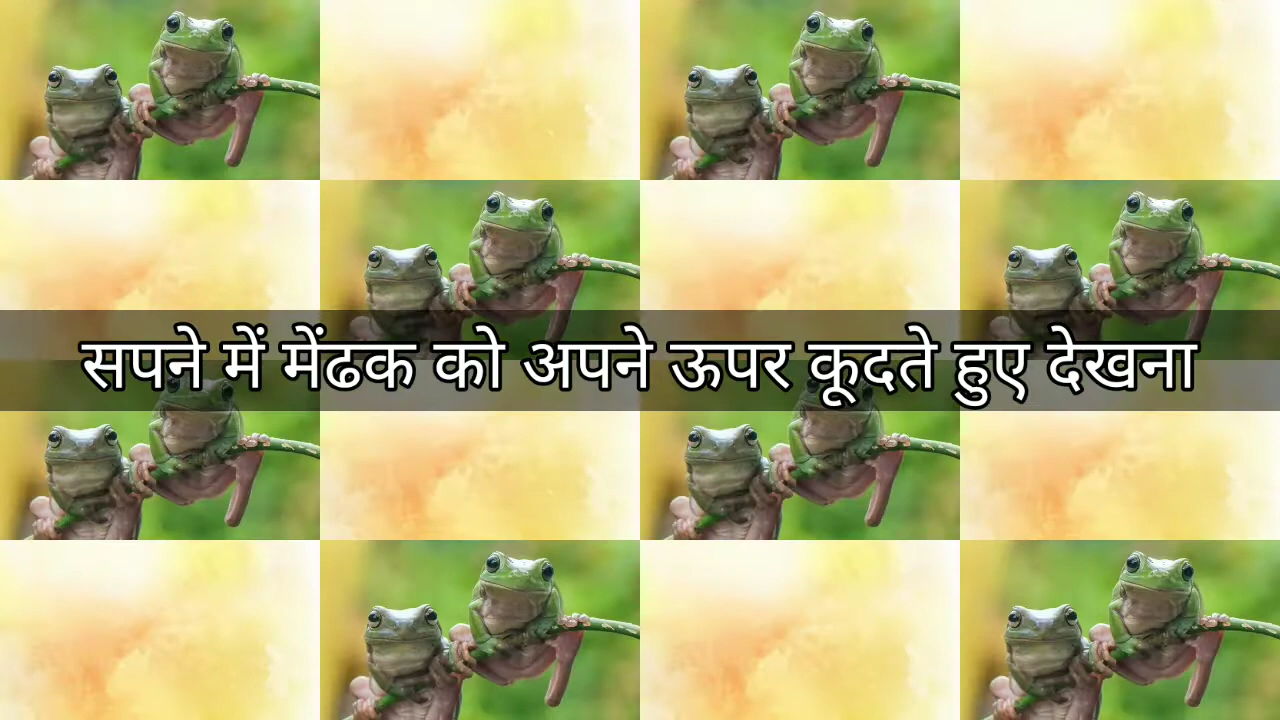 सपने में मेंढक को अपने ऊपर कूदते हुए देखना